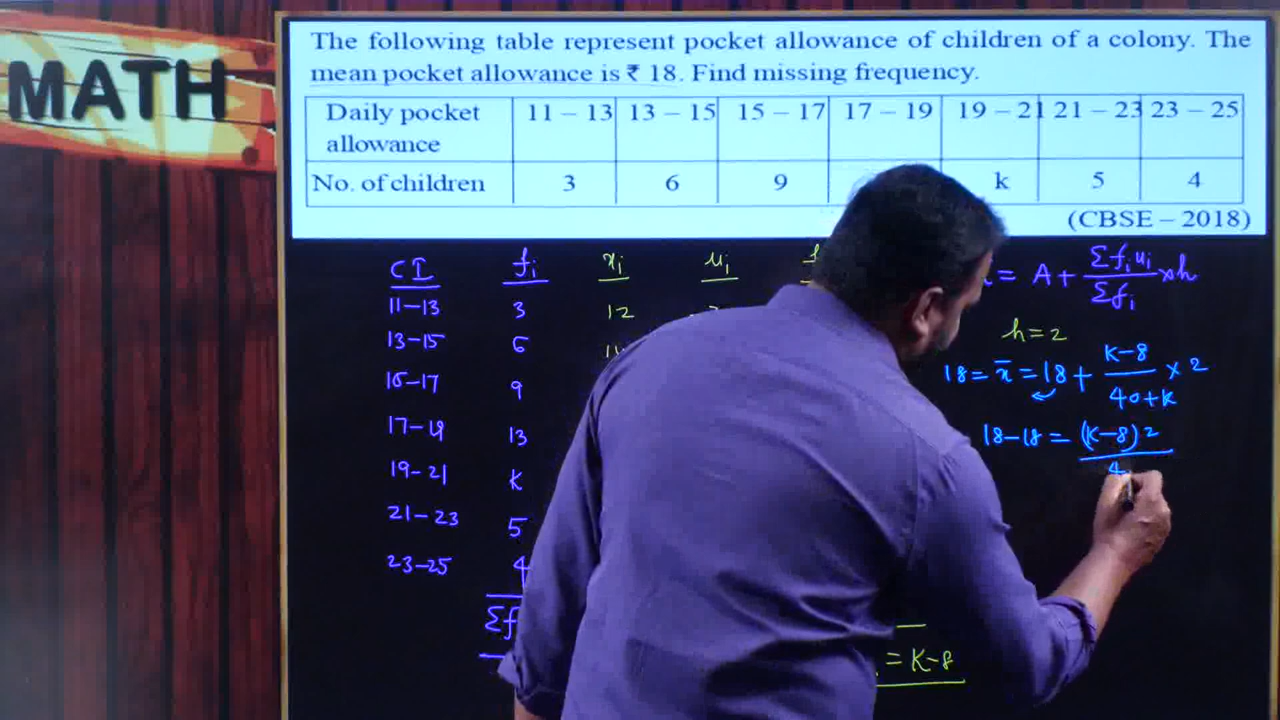 MATH
The following table represent pocket allowance of children of a colony. The
mean pocket allowance is ₹ 18. Find missing frequency.
Daily pocket allowance 11 – 13 13 – 15 15 – 17 17 – 19 19 – 21 21 – 23 23 – 25
No. of children 3 6 9 k 5 4
(CBSE – 2018)
CI fi xi ui
11–13 3 12
13–15 6
15–17 9
17–19 13
19–21 k
21–23 5
23–25 4
Σf
= A + Σfiui / Σfi × h
h = 2
18 = x̄ = 18 + K–8 / 40+k × 2
18–18 = (K–8) 2 / 4
= K–8